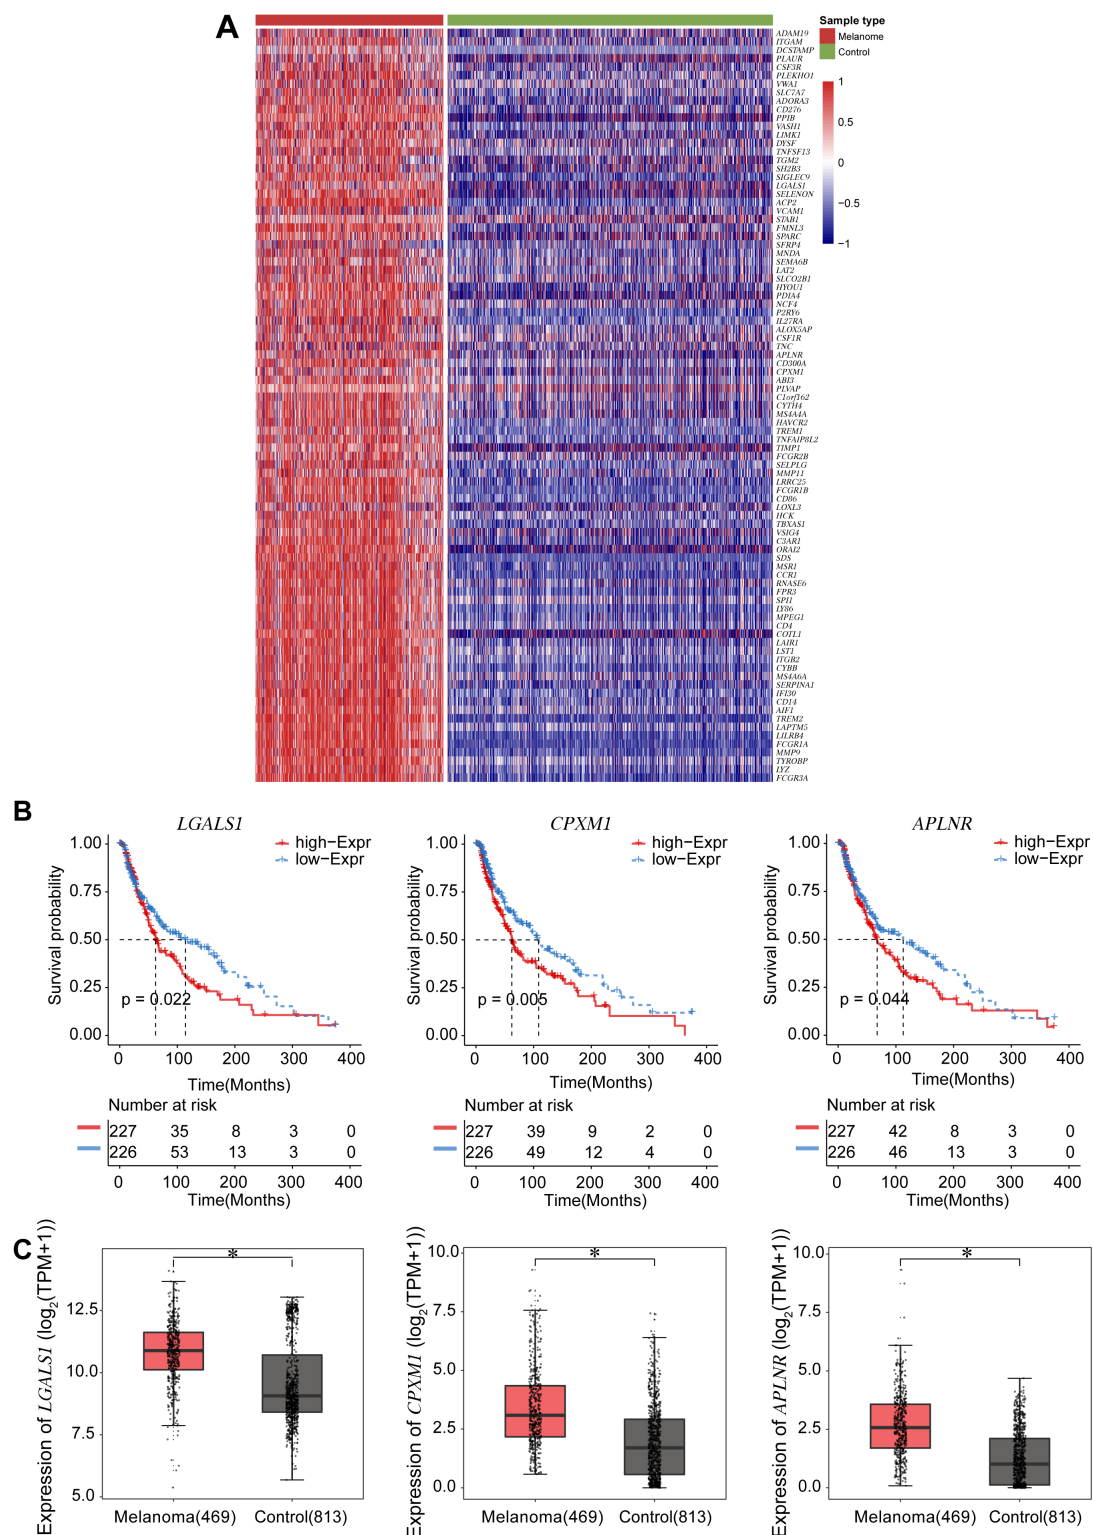 A
Sample type
Melanome
Control
1
0.5
0
−0.5
−1
ADAM19
ITGAM
DCSTAMP
PLAUR
CSF3R
PLEKHO1
VWA1
SLC7A7
ADORA3
CD276
PPIB
VASH1
LIMK1
DYSF
TNFSF13
TGM2
SH2B3
SIGLEC9
LGALS1
SELENON
ACP2
VCAM1
STAB1
FMNL3
SPARC
SFRP4
MNDA
SEMA6B
LAT2
SLCO2B1
HYOU1
PDIA4
NCF4
P2RY6
IL27RA
ALOX5AP
CSF1R
TNC
APLNR
CD300A
CPXM1
ABI3
PLVAP
C1orf162
CYTH4
MS4A4A
HAVCR2
TREM1
TNFAIP8L2
TIMP1
FCGR2B
SELPLG
MMP11
LRRC25
FCGR1B
CD86
LOXL3
HCK
TBXAS1
VSIG4
C3AR1
ORAI2
SDS
MSR1
CCR1
RNASE6
FPR3
SPI1
LY86
MPEG1
CD4
COTL1
LAIR1
LST1
ITGB2
CYBB
MS4A6A
SERPINA1
IFI30
CD14
AIF1
TREM2
LAPTM5
LILRB4
FCGR1A
MMP9
TYROBP
LYZ
FCGR3A
B
LGALS1
high−Expr
low−Expr
Survival probability
1.00
0.75
0.50
0.25
0.00
p = 0.022
0 100 200 300 400
Time(Months)
Number at risk
227 35 8 3 0
226 53 13 3 0
0 100 200 300 400
Time(Months)
CPXM1
high−Expr
low−Expr
Survival probability
1.00
0.75
0.50
0.25
0.00
p = 0.005
0 100 200 300 400
Time(Months)
Number at risk
227 39 9 2 0
226 49 12 4 0
0 100 200 300 400
Time(Months)
APLNR
high−Expr
low−Expr
Survival probability
1.00
0.75
0.50
0.25
0.00
p = 0.044
0 100 200 300 400
Time(Months)
Number at risk
227 42 8 3 0
226 46 13 3 0
0 100 200 300 400
Time(Months)
C
Expression of LGALS1 (log2(TPM+1))
12.5
10.0
7.5
5.0
*
Melanoma(469) Control(813)
Expression of CPXM1 (log2(TPM+1))
10.0
7.5
5.0
2.5
0.0
*
Melanoma(469) Control(813)
Expression of APLNR (log2(TPM+1))
10.0
7.5
5.0
2.5
0.0
*
Melanoma(469) Control(813)